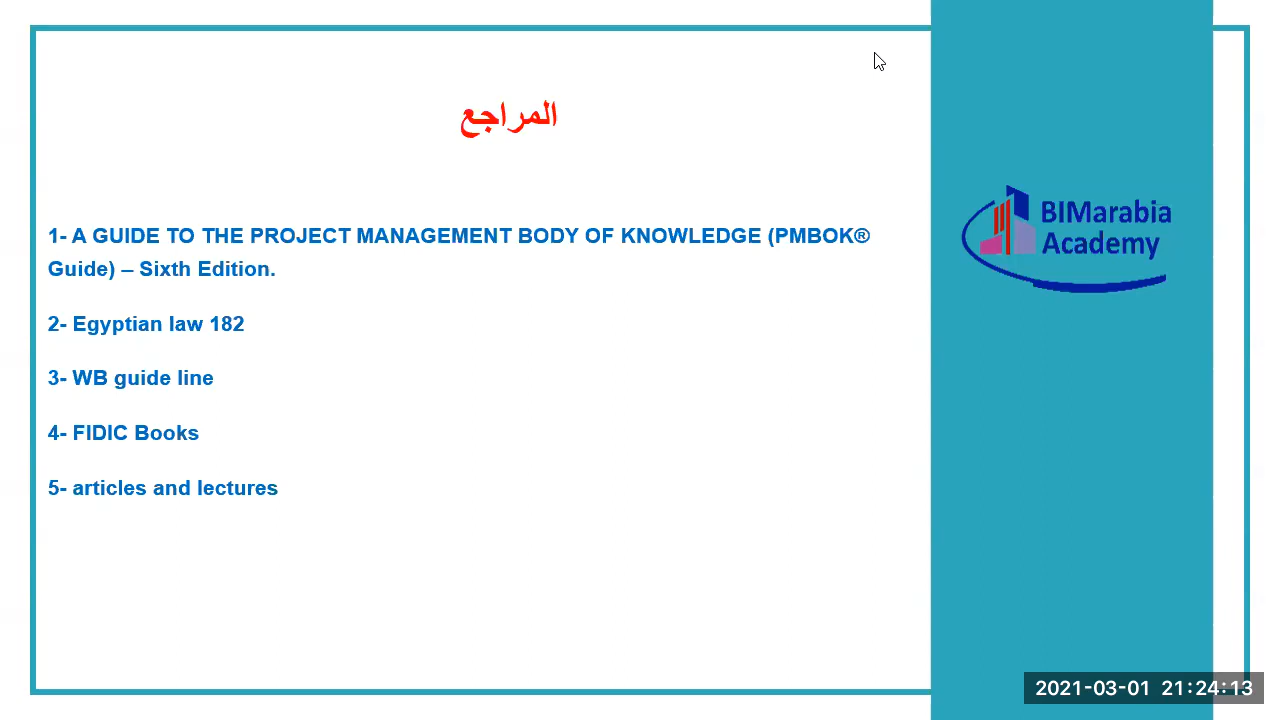 المراجع
1- A GUIDE TO THE PROJECT MANAGEMENT BODY OF KNOWLEDGE (PMBOK®
Guide) – Sixth Edition.
2- Egyptian law 182
3- WB guide line
4- FIDIC Books
5- articles and lectures
BIMarabia
Academy
2021-03-01 21:24:13